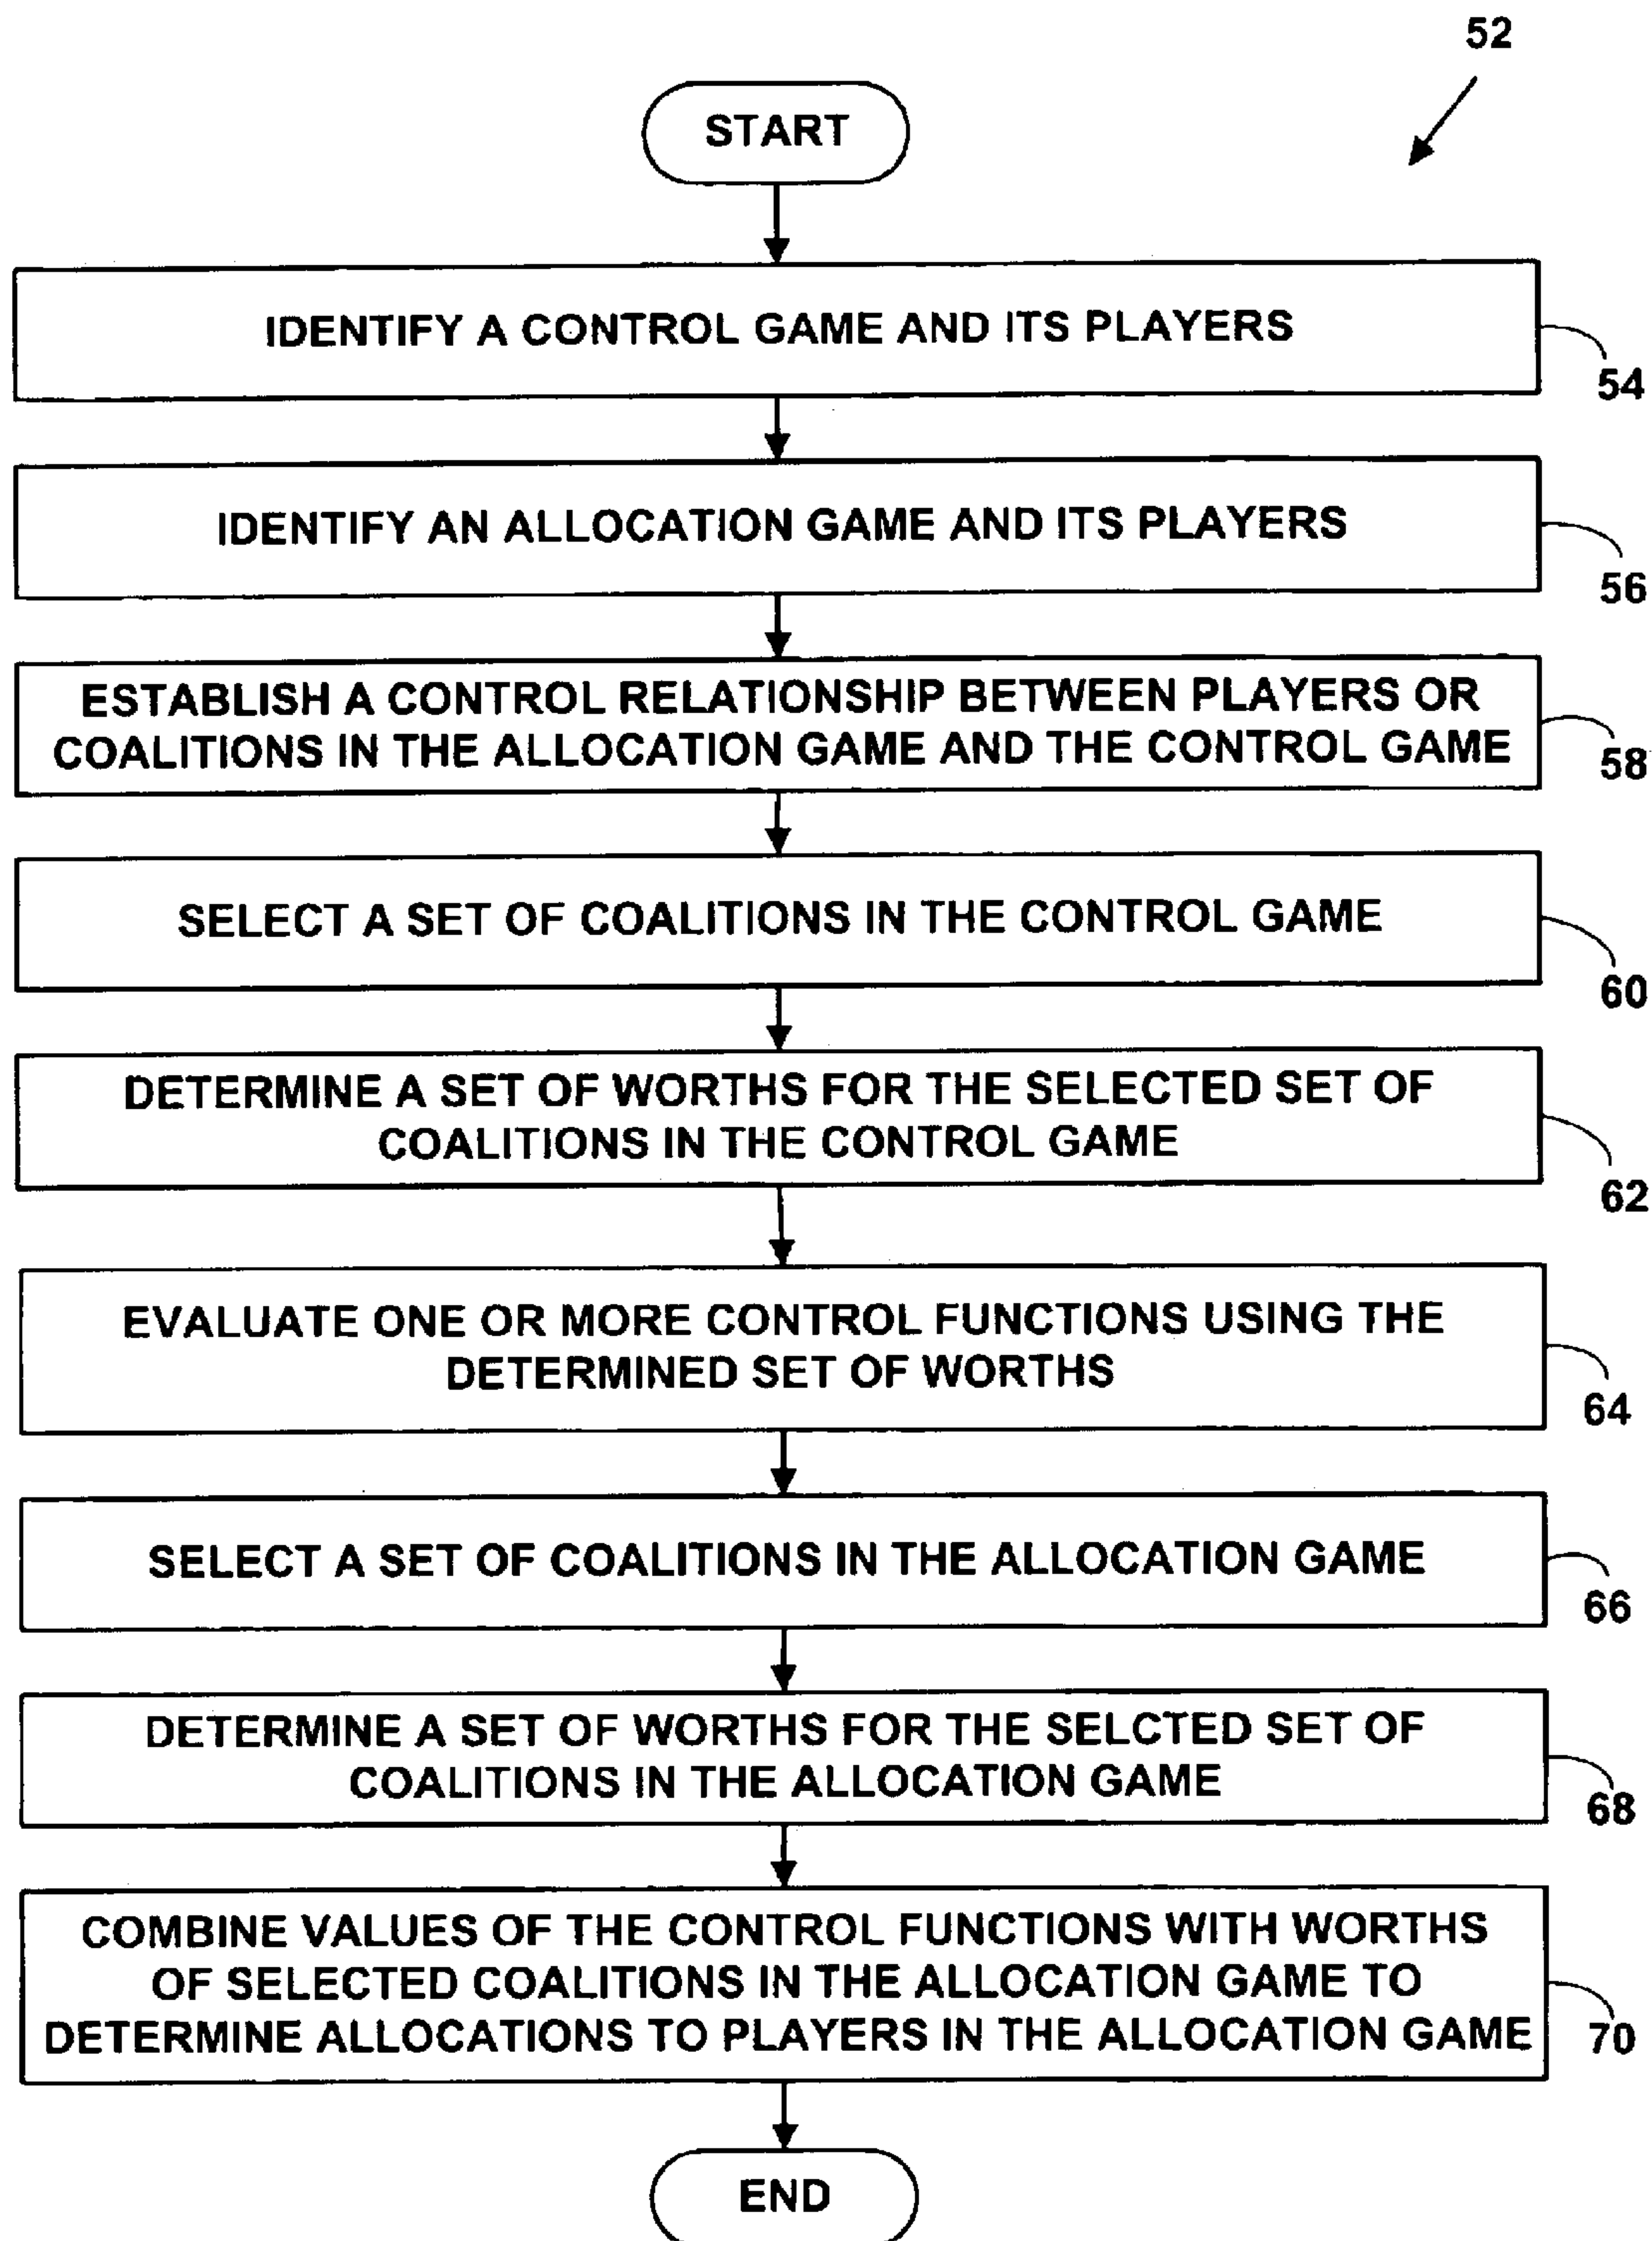 52
START
IDENTIFY A CONTROL GAME AND ITS PLAYERS
54
IDENTIFY AN ALLOCATION GAME AND ITS PLAYERS
56
ESTABLISH A CONTROL RELATIONSHIP BETWEEN PLAYERS OR
COALITIONS IN THE ALLOCATION GAME AND THE CONTROL GAME
58
SELECT A SET OF COALITIONS IN THE CONTROL GAME
60
DETERMINE A SET OF WORTHS FOR THE SELECTED SET OF
COALITIONS IN THE CONTROL GAME
62
EVALUATE ONE OR MORE CONTROL FUNCTIONS USING THE
DETERMINED SET OF WORTHS
64
SELECT A SET OF COALITIONS IN THE ALLOCATION GAME
66
DETERMINE A SET OF WORTHS FOR THE SELCTED SET OF
COALITIONS IN THE ALLOCATION GAME
68
COMBINE VALUES OF THE CONTROL FUNCTIONS WITH WORTHS
OF SELECTED COALITIONS IN THE ALLOCATION GAME TO
DETERMINE ALLOCATIONS TO PLAYERS IN THE ALLOCATION GAME
70
END